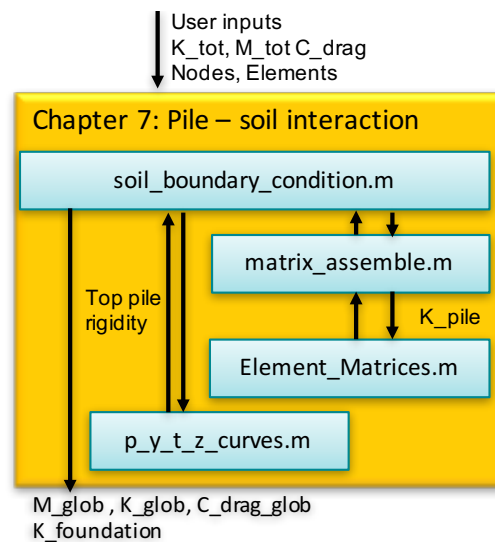 User inputs
K_tot, M_tot C_drag
Nodes, Elements
Chapter 7: Pile – soil interaction
soil_boundary_condition.m
matrix_assemble.m
Top pile
rigidity
K_pile
Element_Matrices.m
p_y_t_z_curves.m
M_glob , K_glob, C_drag_glob
K_foundation